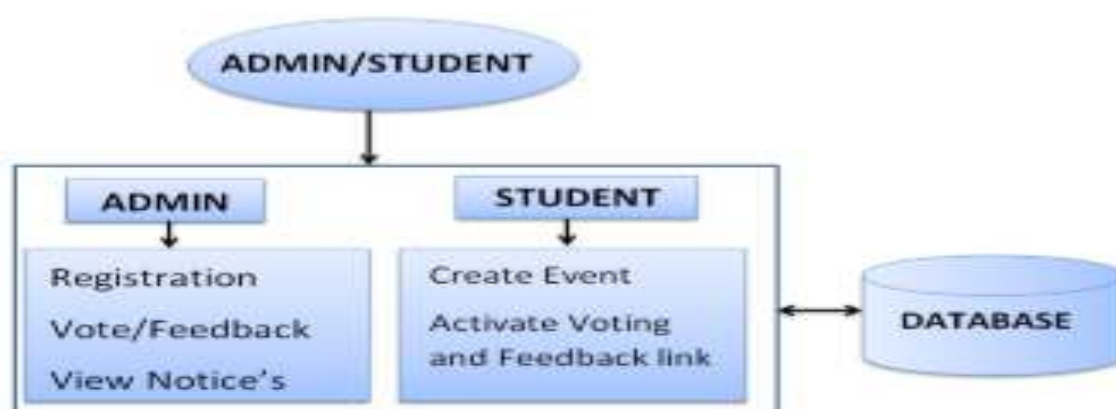 ADMIN/STUDENT
ADMIN
Registration
Vote/Feedback
View Notice's
STUDENT
Create Event
Activate Voting
and Feedback link
DATABASE